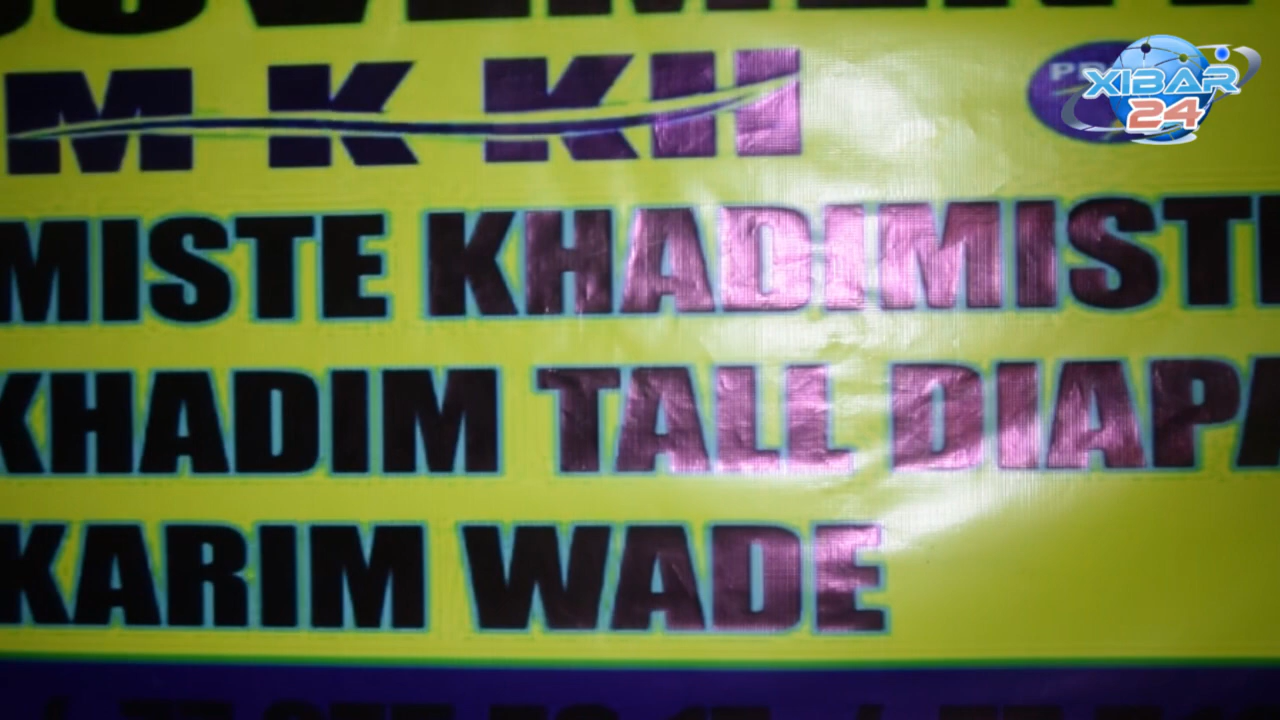 M K KH
XIBAR
24
MISTE KHADIMISTE
KHADIM TALL DIAPA
KARIM WADE